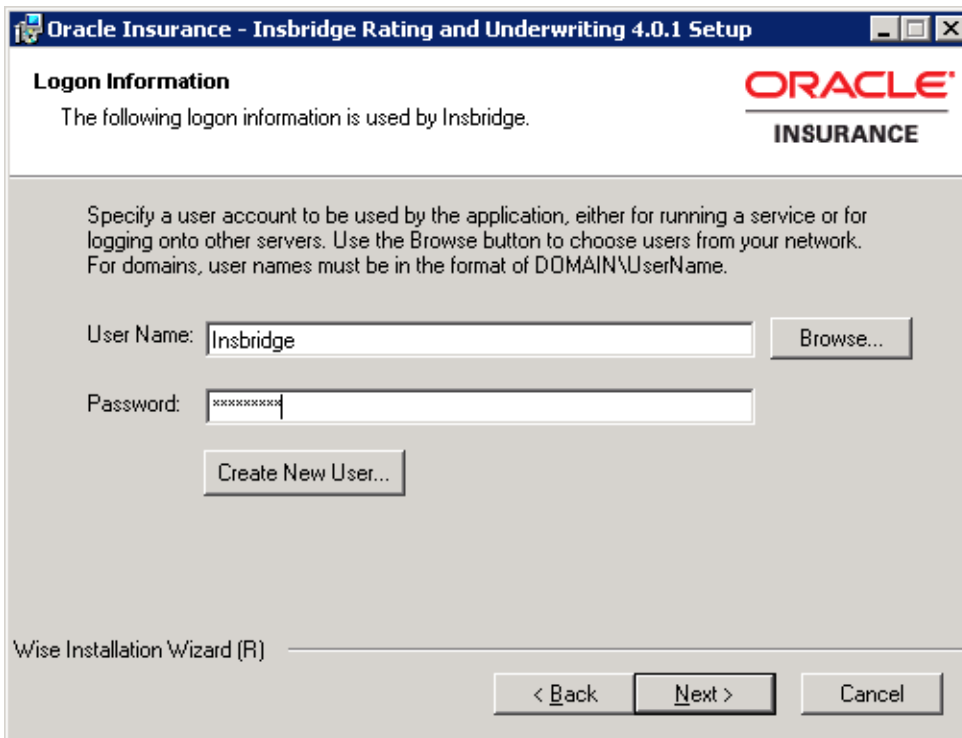 Oracle Insurance - Insbridge Rating and Underwriting 4.0.1 Setup
Logon Information
The following logon information is used by Insbridge.
ORACLE
INSURANCE
Specify a user account to be used by the application, either for running a service or for
logging onto other servers. Use the Browse button to choose users from your network.
For domains, user names must be in the format of DOMAIN\UserName.
User Name: Insbridge Browse...
Password: *********
Create New User...
Wise Installation Wizard (R)
< Back Next > Cancel